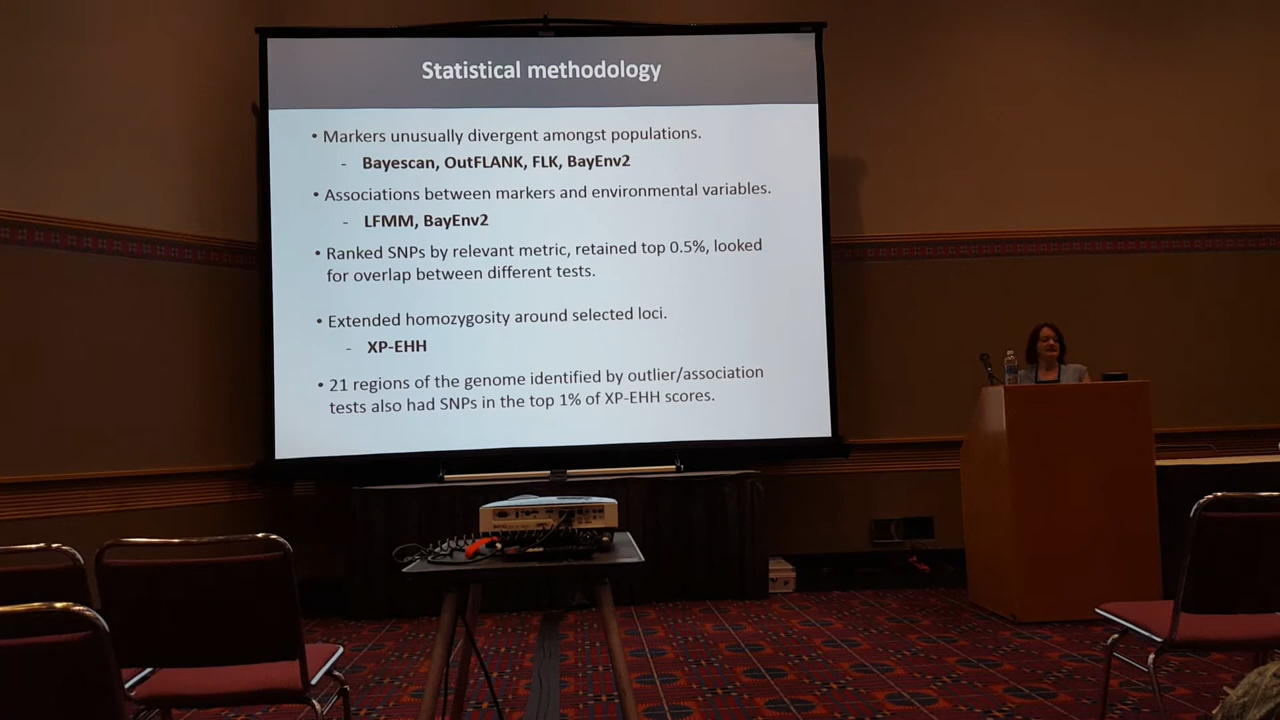 Statistical methodology
• Markers unusually divergent amongst populations.
- Bayescan, OutFLANK, FLK, BayEnv2
• Associations between markers and environmental variables.
- LFMM, BayEnv2
• Ranked SNPs by relevant metric, retained top 0.5%, looked
for overlap between different tests.
• Extended homozygosity around selected loci.
- XP-EHH
• 21 regions of the genome identified by outlier/association
tests also had SNPs in the top 1% of XP-EHH scores.